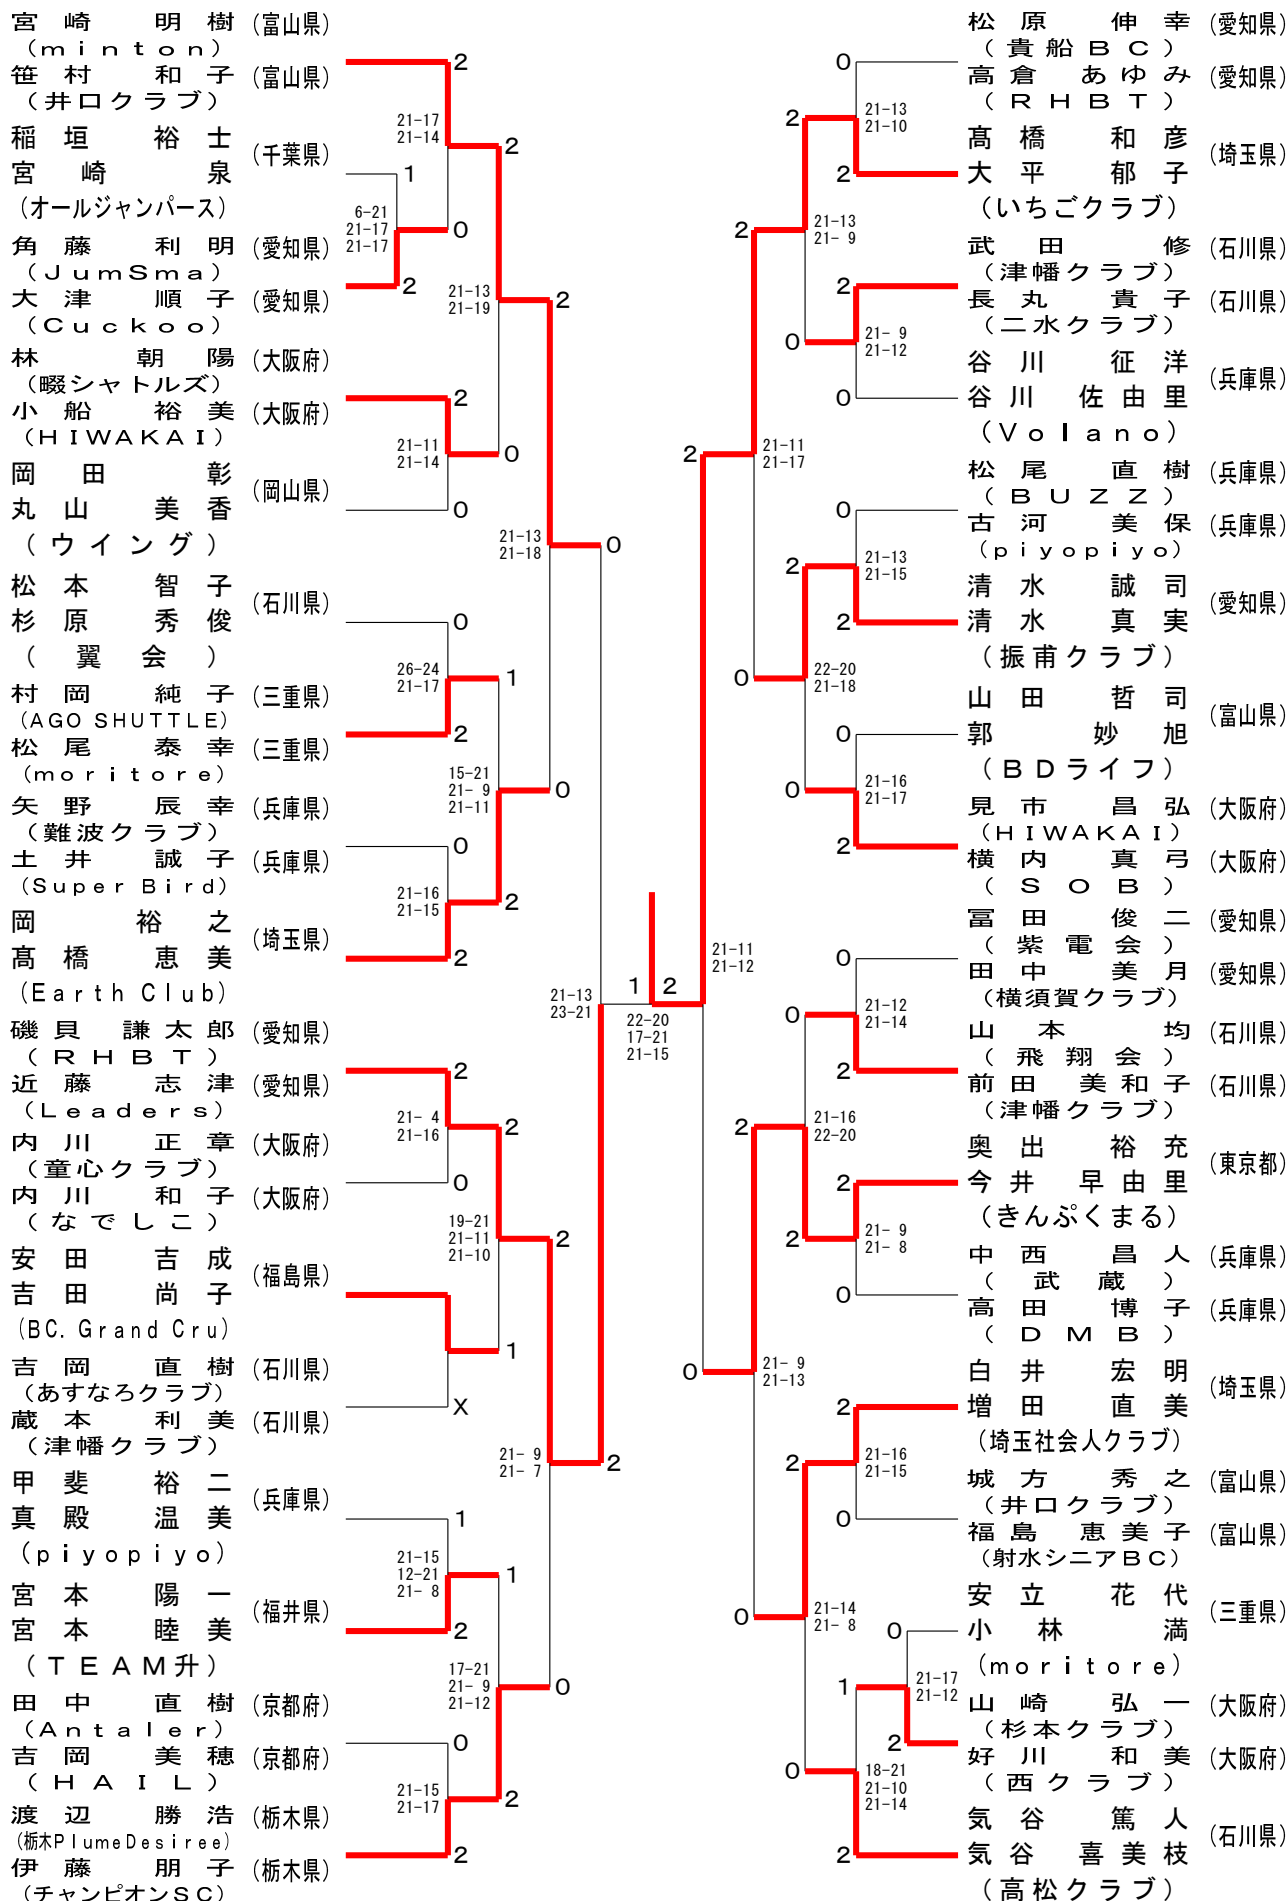 宮崎 明樹 (富山県)
(minton)
笹村 和子 (富山県)
(井口クラブ)
稲垣 裕士
(千葉県)
宮崎 泉
(オールジャンパース)
角藤 利明 (愛知県)
(JumSma)
大津 順子 (愛知県)
(Cuckoo)
林 朝陽 (大阪府)
(畷シャトルズ)
小船 裕美 (大阪府)
(HIWAKAI)
岡田 彰
(岡山県)
丸山 美香
(ウイング)
松本 智子
(石川県)
杉原 秀俊
(翼会)
村岡 純子 (三重県)
(AGO SHUTTLE)
松尾 泰幸 (三重県)
(moritore)
矢野 辰幸 (兵庫県)
(難波クラブ)
土井 誠子 (兵庫県)
(Super Bird)
岡 裕之
(埼玉県)
髙橋 恵美
(Earth Club)
磯貝 謙太郎 (愛知県)
(RHBT)
近藤 志津 (愛知県)
(Leaders)
内川 正章 (大阪府)
(童心クラブ)
内川 和子 (大阪府)
(なでしこ)
安田 吉成
(福島県)
吉田 尚子
(BC. Grand Cru)
吉岡 直樹 (石川県)
(あすなろクラブ)
蔵本 利美 (石川県)
(津幡クラブ)
甲斐 裕二
(兵庫県)
真殿 温美
(piyopiyo)
宮本 陽一
(福井県)
宮本 睦美
(TEAM升)
田中 直樹 (京都府)
(Antaler)
吉岡 美穂 (京都府)
(HAIL)
渡辺 勝浩 (栃木県)
(栃木PlumeDesiree)
伊藤 朋子 (栃木県)
(チャンピオンSC)
2
21-17
21-14
2
1
6-21
21-17
21-17
0
2
21-13
21-19
2
2
21-11
21-14
0
0
21-13
21-18
0
0
26-24
21-17
1
2
15-21
21- 9
21-11
0
0
21-16
21-15
2
2
21-13
23-21
2
21- 4
21-16
2
0
19-21
21-11
21-10
2
1
X
21- 9
21- 7
2
1
21-15
12-21
21- 8
1
2
17-21
21- 9
21-12
0
0
21-15
21-17
2
2
1 2
22-20
17-21
21-15
0
21-13
21-10
2
2
21-13
21- 9
2
2
21- 9
21-12
0
0
21-11
21-17
2
0
21-13
21-15
2
2
22-20
21-18
0
0
21-16
21-17
0
2
21-11
21-12
0
21-12
21-14
0
2
21-16
22-20
2
2
21- 9
21- 8
2
0
21- 9
21-13
0
2
21-16
21-15
2
0
21-14
21- 8
0
0
21-17
21-12
1
2
18-21
21-10
21-14
0
2
松原 伸幸 (愛知県)
(貴船BC)
高倉 あゆみ (愛知県)
(RHBT)
髙橋 和彦
(埼玉県)
大平 郁子
(いちごクラブ)
武田 修 (石川県)
(津幡クラブ)
長丸 貴子 (石川県)
(二水クラブ)
谷川 征洋
(兵庫県)
谷川 佐由里
(Volano)
松尾 直樹 (兵庫県)
(BUZZ)
古河 美保 (兵庫県)
(piyopiyo)
清水 誠司
(愛知県)
清水 真実
(振甫クラブ)
山田 哲司
(富山県)
郭 妙旭
(BDライフ)
見市 昌弘 (大阪府)
(HIWAKAI)
横内 真弓 (大阪府)
(SOB)
冨田 俊二 (愛知県)
(紫電会)
田中 美月 (愛知県)
(横須賀クラブ)
山本 均 (石川県)
(飛翔会)
前田 美和子 (石川県)
(津幡クラブ)
奥出 裕充
(東京都)
今井 早由里
(きんぷくまる)
中西 昌人 (兵庫県)
(武蔵)
高田 博子 (兵庫県)
(DMB)
白井 宏明
(埼玉県)
増田 直美
(埼玉社会人クラブ)
城方 秀之 (富山県)
(井口クラブ)
福島 恵美子 (富山県)
(射水シニアBC)
安立 花代
(三重県)
小林 満
(moritore)
山崎 弘一 (大阪府)
(杉本クラブ)
好川 和美 (大阪府)
(西クラブ)
気谷 篤人
(石川県)
気谷 喜美枝
(高松クラブ)